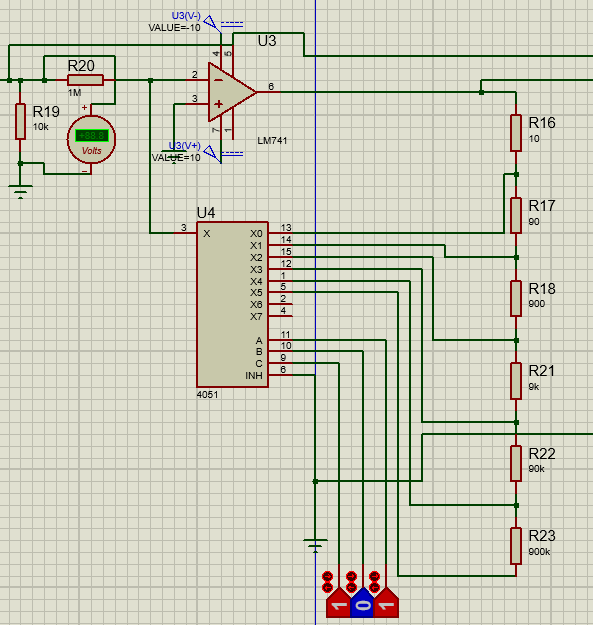 U3(V-)
VALUE=-10
U3
4
5
R20
2
6
1M
3
R19
10k
+
+88.8
Volts
-
7
1
LM741
U3(V+)
VALUE=10
R16
10
U4
R17
90
3
X
X0
13
X1
14
X2
15
X3
12
X4
1
X5
5
X6
2
X7
4
R18
900
A
11
B
10
C
9
INH
6
4051
R21
9k
R22
90k
R23
900k
1
0
1